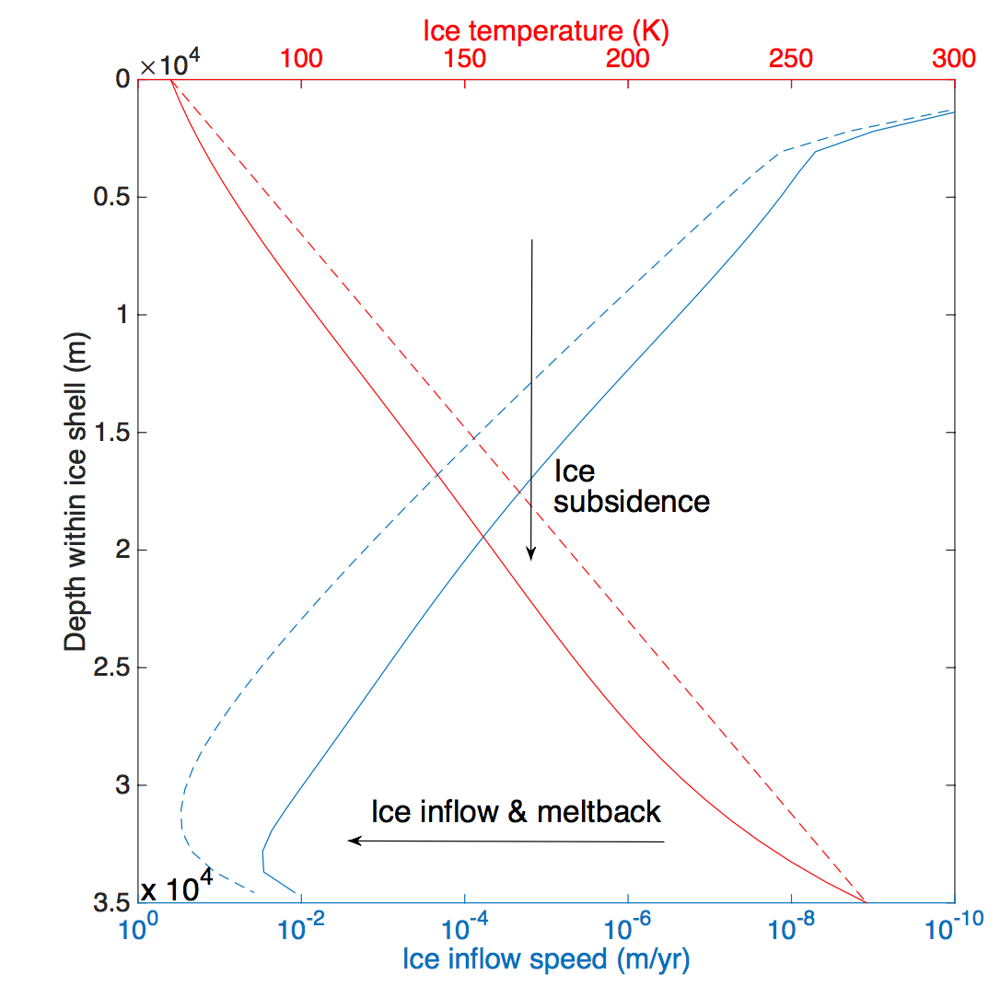 Ice temperature (K)
100 150 200 250 300
×10⁴
0
0.5
1
1.5
2
2.5
3
3.5
Depth within ice shell (m)
Ice
subsidence
Ice inflow & meltback
x 10⁴
10⁰ 10⁻² 10⁻⁴ 10⁻⁶ 10⁻⁸ 10⁻¹⁰
Ice inflow speed (m/yr)